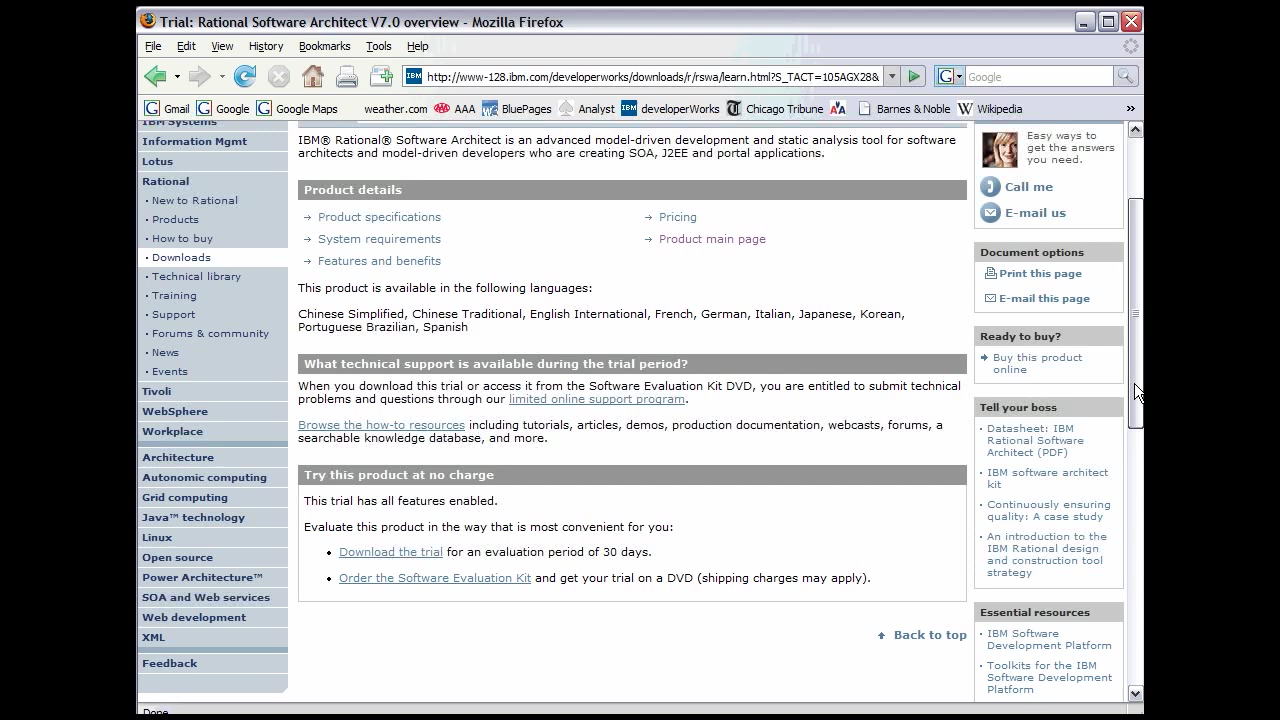 Trial: Rational Software Architect V7.0 overview - Mozilla Firefox
File Edit View History Bookmarks Tools Help
IBM http://www-128.ibm.com/developerworks/downloads/r/rswa/learn.html?S_TACT=105AGX28& G Google
Gmail Google Google Maps weather.com AAA BluePages Analyst IBM developerWorks Chicago Tribune Barnes & Noble Wikipedia »
IBM Systems
Information Mgmt
Lotus
Rational
New to Rational
Products
How to buy
Downloads
Technical library
Training
Support
Forums & community
News
Events
Tivoli
WebSphere
Workplace
Architecture
Autonomic computing
Grid computing
Java™ technology
Linux
Open source
Power Architecture™
SOA and Web services
Web development
XML
Feedback
IBM® Rational® Software Architect is an advanced model-driven development and static analysis tool for software
architects and model-driven developers who are creating SOA, J2EE and portal applications.
Product details
Product specifications
Pricing
System requirements
Product main page
Features and benefits
This product is available in the following languages:
Chinese Simplified, Chinese Traditional, English International, French, German, Italian, Japanese, Korean,
Portuguese Brazilian, Spanish
What technical support is available during the trial period?
When you download this trial or access it from the Software Evaluation Kit DVD, you are entitled to submit technical
problems and questions through our limited online support program.
Browse the how-to resources including tutorials, articles, demos, production documentation, webcasts, forums, a
searchable knowledge database, and more.
Try this product at no charge
This trial has all features enabled.
Evaluate this product in the way that is most convenient for you:
Download the trial for an evaluation period of 30 days.
Order the Software Evaluation Kit and get your trial on a DVD (shipping charges may apply).
Back to top
Easy ways to
get the answers
you need.
Call me
E-mail us
Document options
Print this page
E-mail this page
Ready to buy?
Buy this product
online
Tell your boss
Datasheet: IBM
Rational Software
Architect (PDF)
IBM software architect
kit
Continuously ensuring
quality: A case study
An introduction to the
IBM Rational design
and construction tool
strategy
Essential resources
IBM Software
Development Platform
Toolkits for the IBM
Software Development
Platform
Done